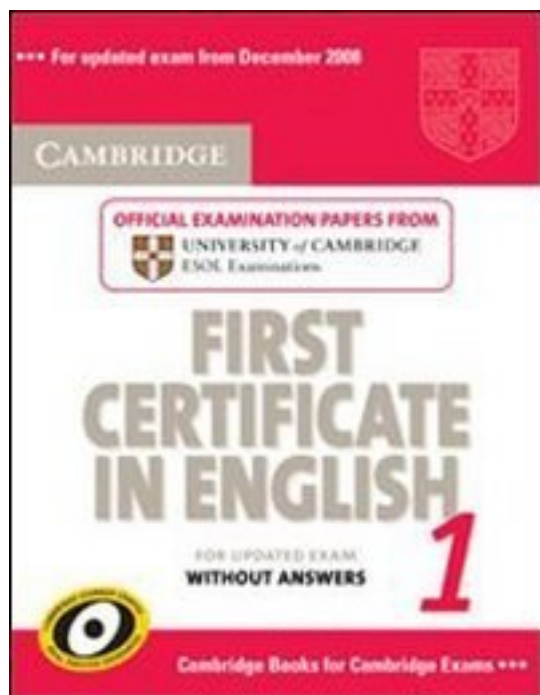 ••• For updated exam from December 2008
CAMBRIDGE
OFFICIAL EXAMINATION PAPERS FROM
UNIVERSITY of CAMBRIDGE
ESOL Examinations
FIRST
CERTIFICATE
IN ENGLISH
1
FOR UPDATED EXAM
WITHOUT ANSWERS
Cambridge Books for Cambridge Exams •••